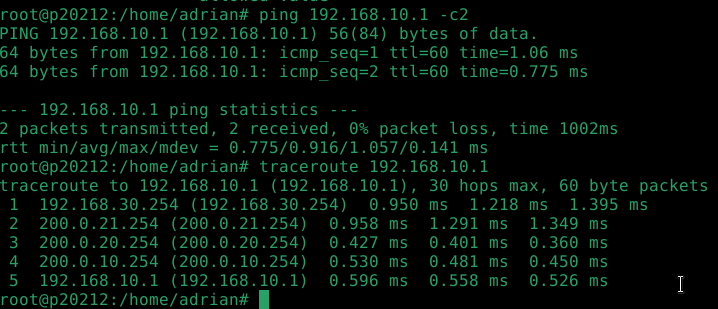 root@p20212:/home/adrian# ping 192.168.10.1 -c2
PING 192.168.10.1 (192.168.10.1) 56(84) bytes of data.
64 bytes from 192.168.10.1: icmp_seq=1 ttl=60 time=1.06 ms
64 bytes from 192.168.10.1: icmp_seq=2 ttl=60 time=0.775 ms

--- 192.168.10.1 ping statistics ---
2 packets transmitted, 2 received, 0% packet loss, time 1002ms
rtt min/avg/max/mdev = 0.775/0.916/1.057/0.141 ms
root@p20212:/home/adrian# traceroute 192.168.10.1
traceroute to 192.168.10.1 (192.168.10.1), 30 hops max, 60 byte packets
 1  192.168.30.254 (192.168.30.254)  0.950 ms  1.218 ms  1.395 ms
 2  200.0.21.254 (200.0.21.254)  0.958 ms  1.291 ms  1.349 ms
 3  200.0.20.254 (200.0.20.254)  0.427 ms  0.401 ms  0.360 ms
 4  200.0.10.254 (200.0.10.254)  0.530 ms  0.481 ms  0.450 ms
 5  192.168.10.1 (192.168.10.1)  0.596 ms  0.558 ms  0.526 ms
root@p20212:/home/adrian#